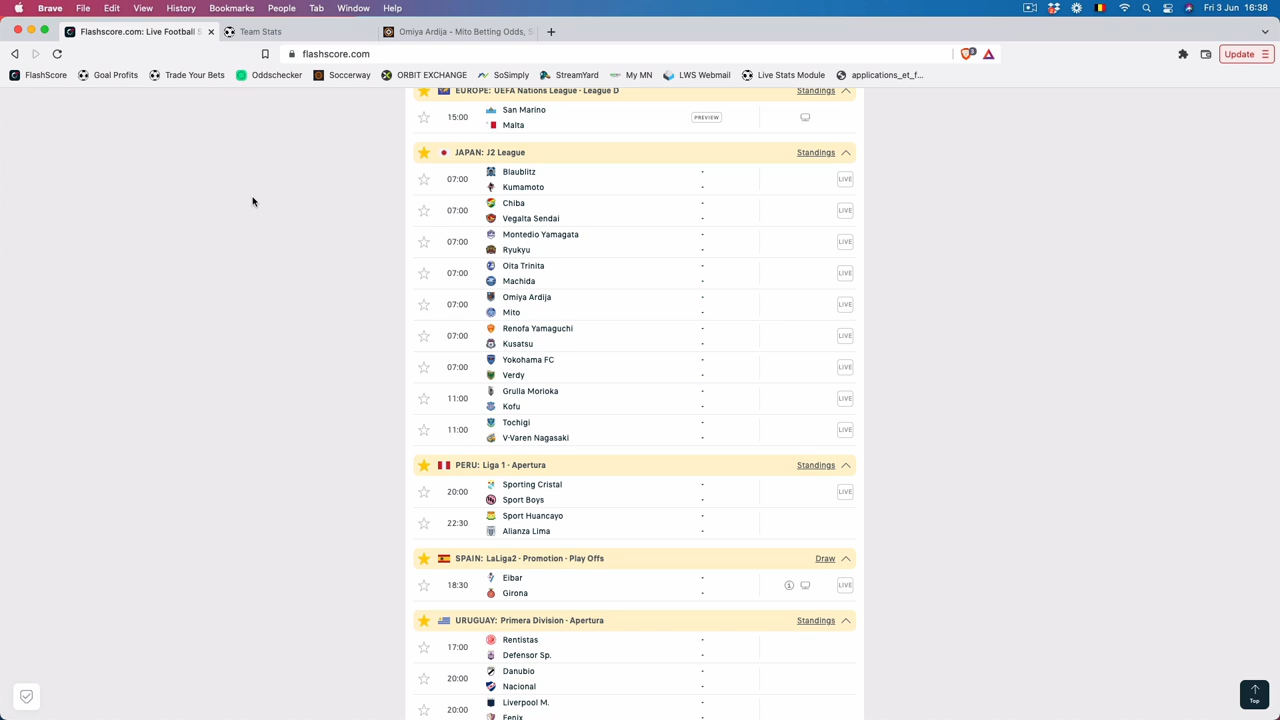 Brave File Edit View History Bookmarks People Tab Window Help Fri 3 Jun 16:38
Flashscore.com: Live Football S Team Stats Omiya Ardija - Mito Betting Odds, S
flashscore.com Update
FlashScore Goal Profits Trade Your Bets Oddschecker Soccerway ORBIT EXCHANGE SoSimply StreamYard My MN LWS Webmail Live Stats Module applications_et_f...
EUROPE: UEFA Nations League - League D Standings
15:00 San Marino PREVIEW
Malta
JAPAN: J2 League Standings
07:00 Blaublitz - LIVE
Kumamoto -
07:00 Chiba - LIVE
Vegalta Sendai -
07:00 Montedio Yamagata - LIVE
Ryukyu -
07:00 Oita Trinita - LIVE
Machida -
07:00 Omiya Ardija - LIVE
Mito -
07:00 Renofa Yamaguchi - LIVE
Kusatsu -
07:00 Yokohama FC - LIVE
Verdy -
11:00 Grulla Morioka - LIVE
Kofu -
11:00 Tochigi - LIVE
V-Varen Nagasaki -
PERU: Liga 1 - Apertura Standings
20:00 Sporting Cristal - LIVE
Sport Boys -
22:30 Sport Huancayo -
Alianza Lima -
SPAIN: LaLiga2 - Promotion - Play Offs Draw
18:30 Eibar - LIVE
Girona -
URUGUAY: Primera Division - Apertura Standings
17:00 Rentistas -
Defensor Sp. -
20:00 Danubio -
Nacional -
20:00 Liverpool M. -
Fenix -
Top